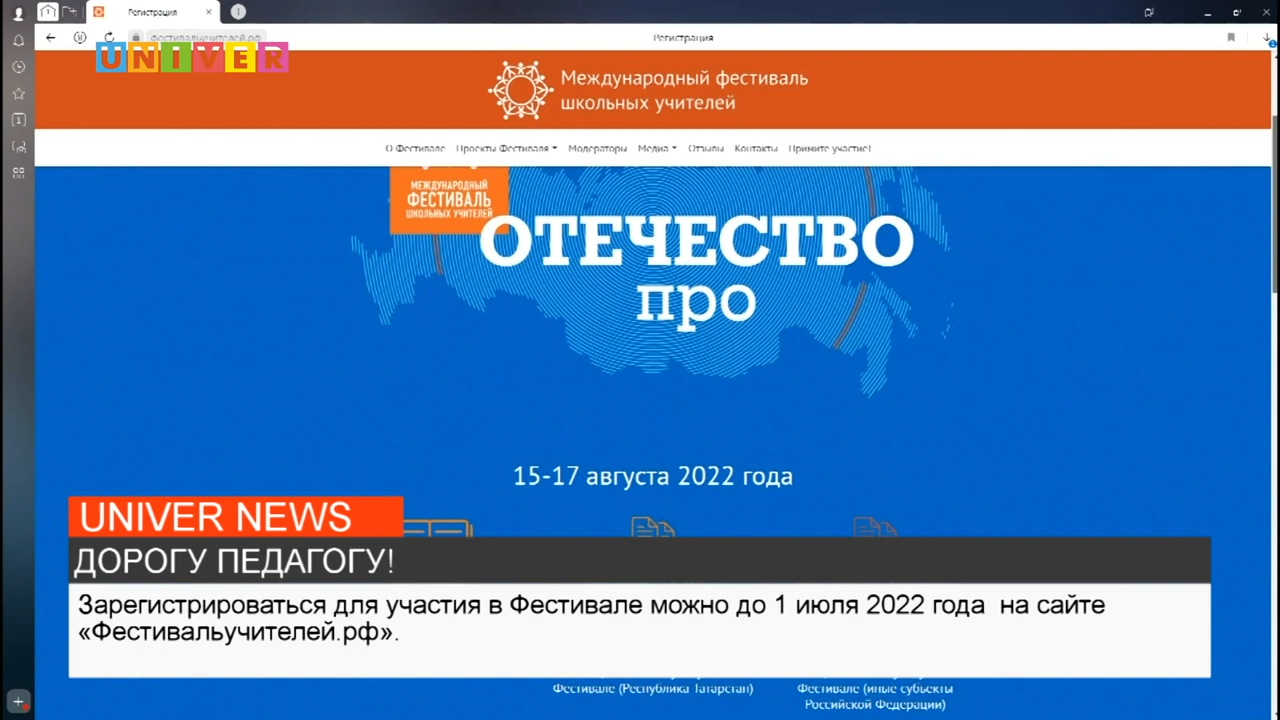 Регистрация
фестивальучителей.рф
Регистрация
UNIVER
Международный фестиваль
школьных учителей
О Фестивале Проекты Фестиваля Модераторы Медиа Отзывы Контакты Примите участие!
МЕЖДУНАРОДНЫЙ
ФЕСТИВАЛЬ
ШКОЛЬНЫХ УЧИТЕЛЕЙ
ОТЕЧЕСТВО
про
15-17 августа 2022 года
UNIVER NEWS
ДОРОГУ ПЕДАГОГУ!
Зарегистрироваться для участия в Фестивале можно до 1 июля 2022 года на сайте
«Фестивальучителей.рф».
Фестивале (Республика Татарстан)
Фестивале (иные субъекты
Российской Федерации)